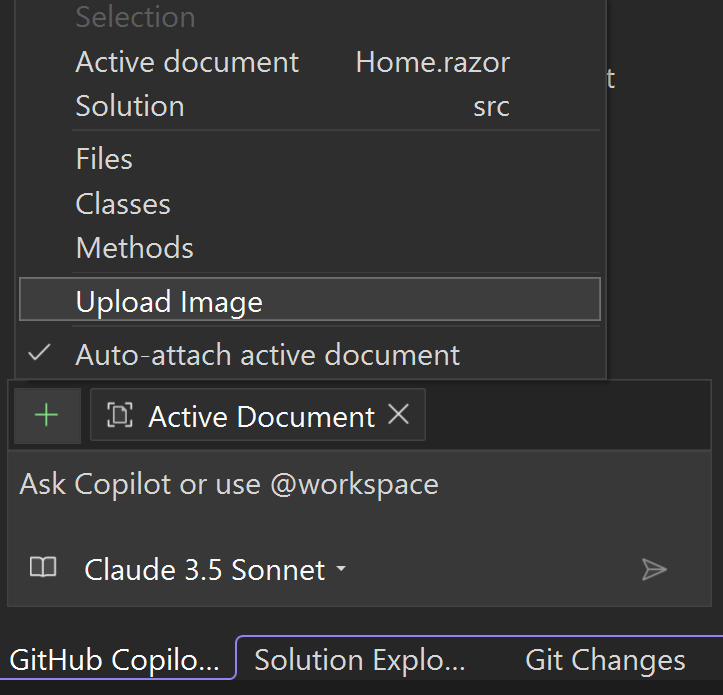 Selection
Active document Home.razor
t
Solution src
Files
Classes
Methods
Upload Image
Auto-attach active document
Active Document
Ask Copilot or use @workspace
Claude 3.5 Sonnet
GitHub Copilo... Solution Explo... Git Changes